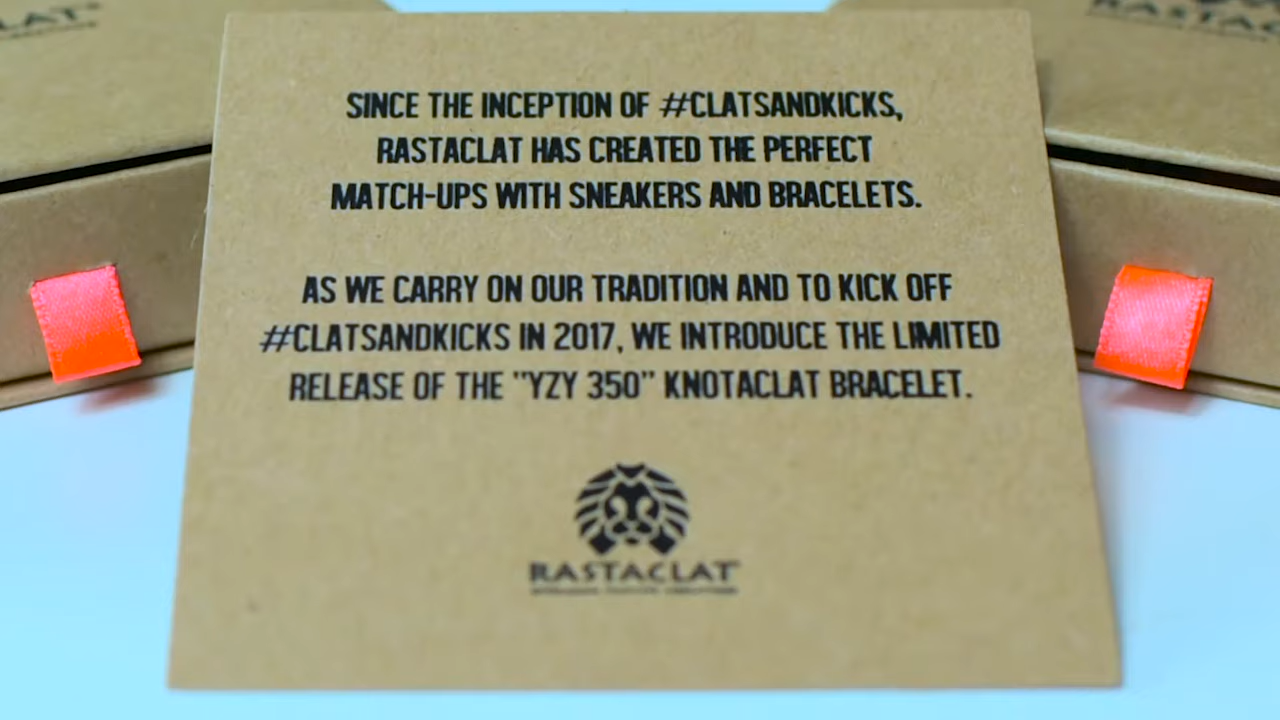 SINCE THE INCEPTION OF #CLATSANDKICKS,
RASTACLAT HAS CREATED THE PERFECT
MATCH-UPS WITH SNEAKERS AND BRACELETS.
AS WE CARRY ON OUR TRADITION AND TO KICK OFF
#CLATSANDKICKS IN 2017, WE INTRODUCE THE LIMITED
RELEASE OF THE "YZY 350" KNOTACLAT BRACELET.
RASTACLAT